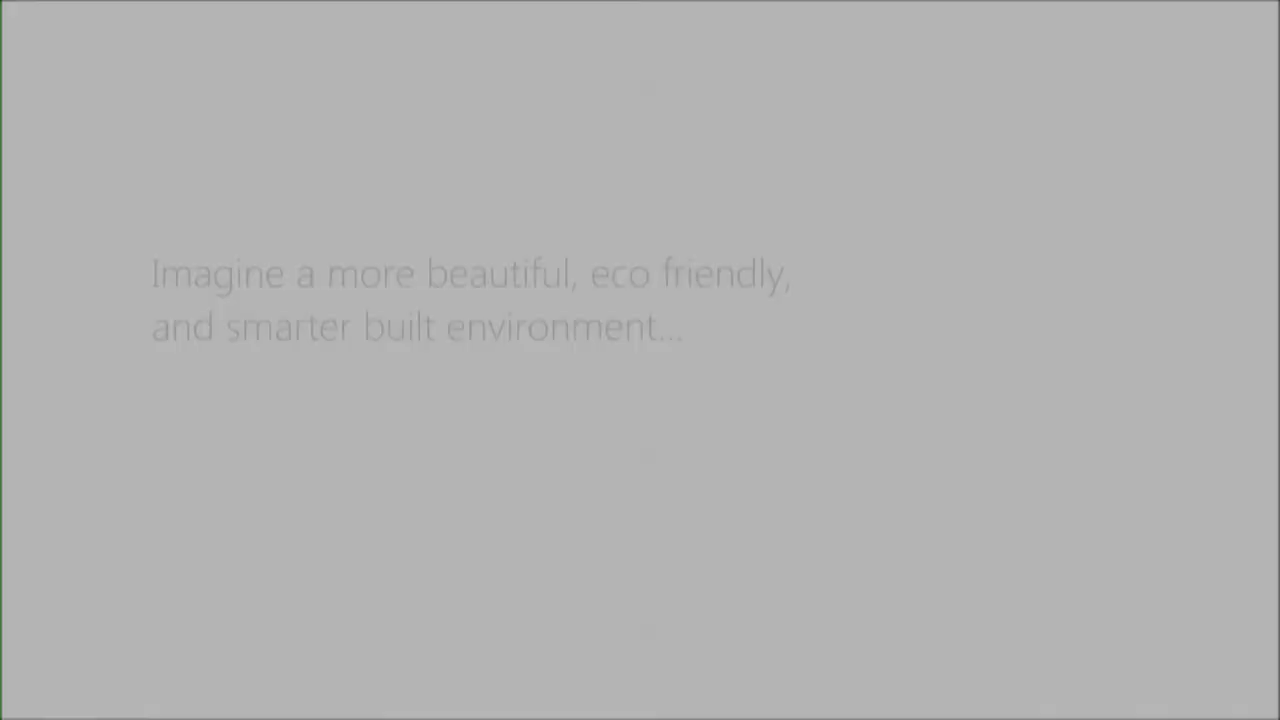 Imagine a more beautiful, eco friendly,
and smarter built environment...